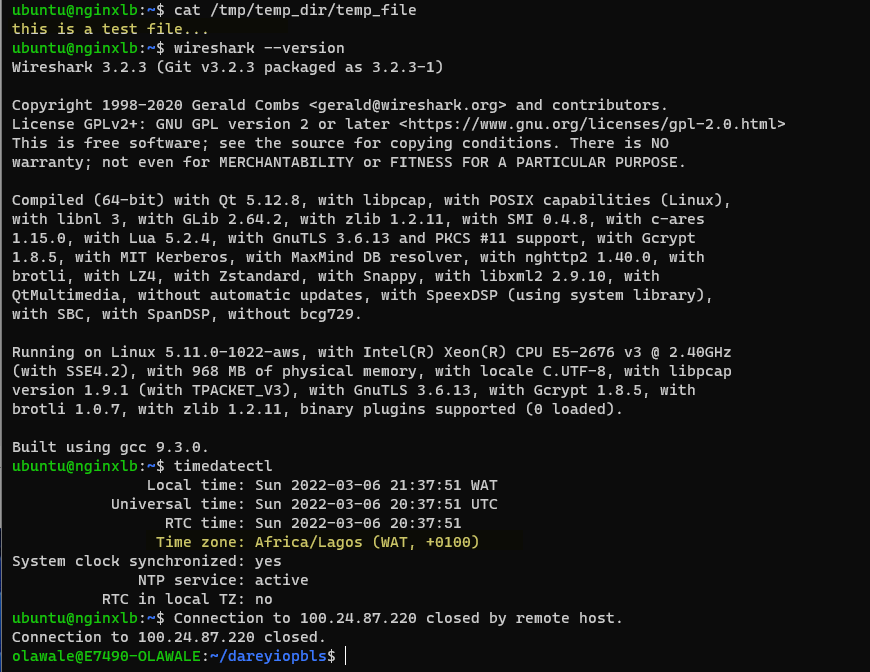 ubuntu@nginxlb:~$ cat /tmp/temp_dir/temp_file
this is a test file...
ubuntu@nginxlb:~$ wireshark --version
Wireshark 3.2.3 (Git v3.2.3 packaged as 3.2.3-1)
Copyright 1998-2020 Gerald Combs <gerald@wireshark.org> and contributors.
License GPLv2+: GNU GPL version 2 or later <https://www.gnu.org/licenses/gpl-2.0.html>
This is free software; see the source for copying conditions. There is NO
warranty; not even for MERCHANTABILITY or FITNESS FOR A PARTICULAR PURPOSE.
Compiled (64-bit) with Qt 5.12.8, with libpcap, with POSIX capabilities (Linux),
with libnl 3, with GLib 2.64.2, with zlib 1.2.11, with SMI 0.4.8, with c-ares
1.15.0, with Lua 5.2.4, with GnuTLS 3.6.13 and PKCS #11 support, with Gcrypt
1.8.5, with MIT Kerberos, with MaxMind DB resolver, with nghttp2 1.40.0, with
brotli, with LZ4, with Zstandard, with Snappy, with libxml2 2.9.10, with
QtMultimedia, without automatic updates, with SpeexDSP (using system library),
with SBC, with SpanDSP, without bcg729.
Running on Linux 5.11.0-1022-aws, with Intel(R) Xeon(R) CPU E5-2676 v3 @ 2.40GHz
(with SSE4.2), with 968 MB of physical memory, with locale C.UTF-8, with libpcap
version 1.9.1 (with TPACKET_V3), with GnuTLS 3.6.13, with Gcrypt 1.8.5, with
brotli 1.0.7, with zlib 1.2.11, binary plugins supported (0 loaded).
Built using gcc 9.3.0.
ubuntu@nginxlb:~$ timedatectl
Local time: Sun 2022-03-06 21:37:51 WAT
Universal time: Sun 2022-03-06 20:37:51 UTC
RTC time: Sun 2022-03-06 20:37:51
Time zone: Africa/Lagos (WAT, +0100)
System clock synchronized: yes
NTP service: active
RTC in local TZ: no
ubuntu@nginxlb:~$ Connection to 100.24.87.220 closed by remote host.
Connection to 100.24.87.220 closed.
olawale@E7490-OLAWALE:~/dareyiopbls$